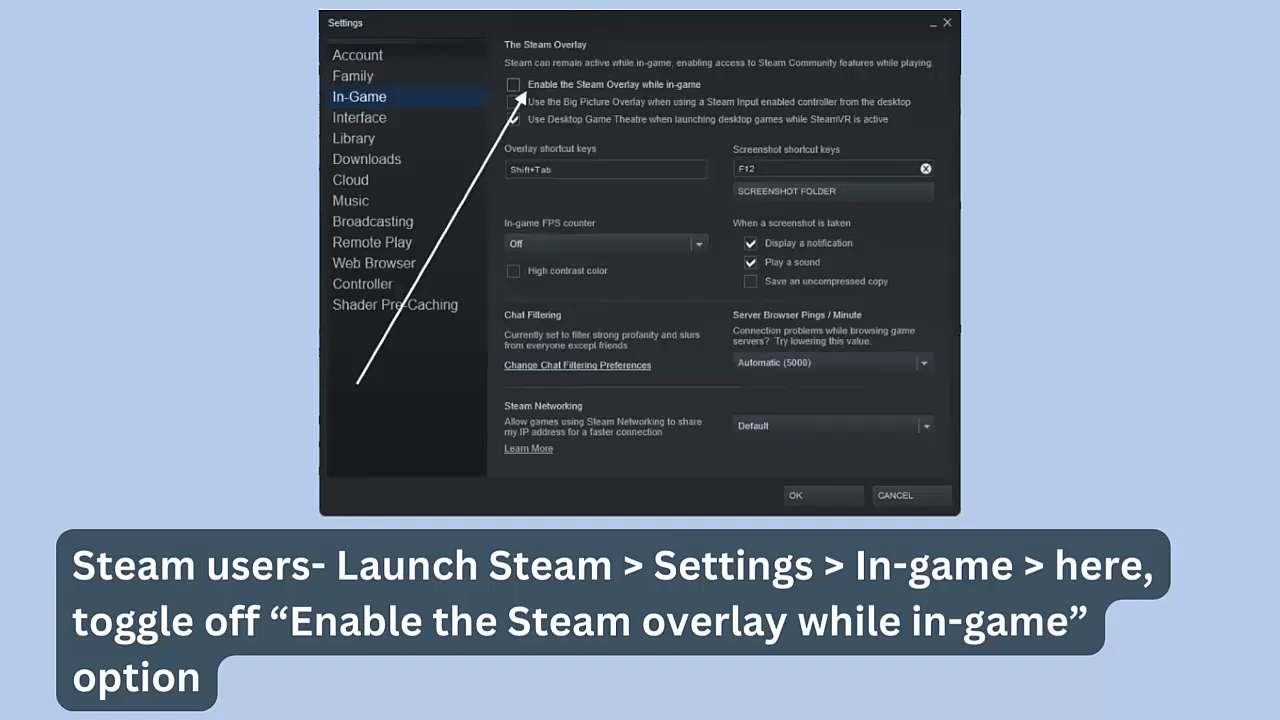 Settings
Account
Family
In-Game
Interface
Library
Downloads
Cloud
Music
Broadcasting
Remote Play
Web Browser
Controller
Shader Pre-Caching
The Steam Overlay
Steam can remain active while in-game, enabling access to Steam Community features while playing.
Enable the Steam Overlay while in-game
Use the Big Picture Overlay when using a Steam Input enabled controller from the desktop
Use Desktop Game Theatre when launching desktop games while SteamVR is active
Overlay shortcut keys
Shift+Tab
Screenshot shortcut keys
F12
SCREENSHOT FOLDER
In-game FPS counter
Off
High contrast color
When a screenshot is taken
Display a notification
Play a sound
Save an uncompressed copy
Chat Filtering
Currently set to filter strong profanity and slurs
from everyone except friends
Change Chat Filtering Preferences
Server Browser Pings / Minute
Connection problems while browsing game
servers? Try lowering this value.
Automatic (5000)
Steam Networking
Allow games using Steam Networking to share
my IP address for a faster connection
Learn More
Default
OK
CANCEL
Steam users- Launch Steam > Settings > In-game > here,
toggle off “Enable the Steam overlay while in-game”
option